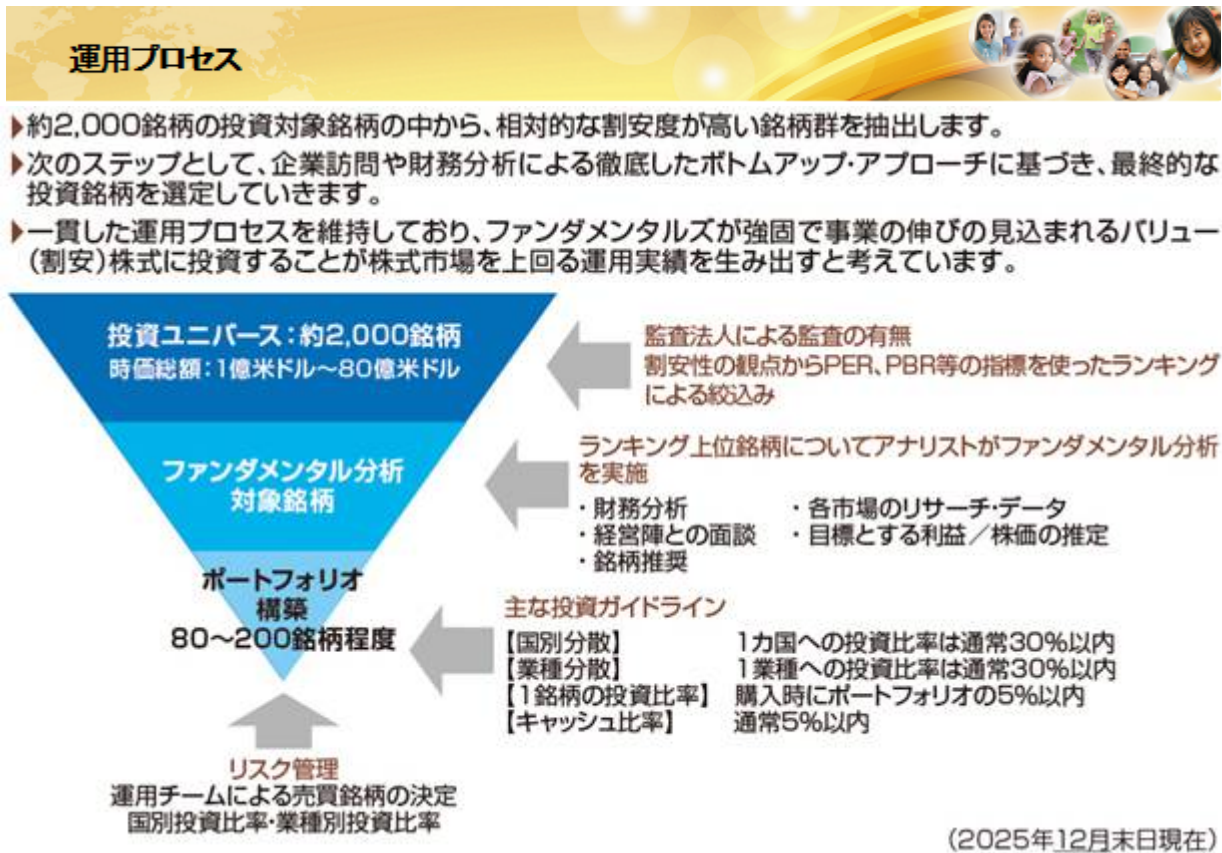 運用プロセス
▶約2,000銘柄の投資対象銘柄の中から、相対的な割安度が高い銘柄群を抽出します。
▶次のステップとして、企業訪問や財務分析による徹底したボトムアップ・アプローチに基づき、最終的な
投資銘柄を選定していきます。
▶一貫した運用プロセスを維持しており、ファンダメンタルズが強固で事業の伸びの見込まれるバリュー
(割安)株式に投資することが株式市場を上回る運用実績を生み出すと考えています。
投資ユニバース：約2,000銘柄
時価総額：1億米ドル～80億米ドル
監査法人による監査の有無
割安性の観点からPER、PBR等の指標を使ったランキング
による絞込み
ファンダメンタル分析
対象銘柄
ランキング上位銘柄についてアナリストがファンダメンタル分析
を実施
・財務分析 ・各市場のリサーチ・データ
・経営陣との面談 ・目標とする利益／株価の推定
・銘柄推奨
ポートフォリオ
構築
80～200銘柄程度
主な投資ガイドライン
【国別分散】 1カ国への投資比率は通常30%以内
【業種分散】 1業種への投資比率は通常30%以内
【1銘柄の投資比率】 購入時にポートフォリオの5%以内
【キャッシュ比率】 通常5%以内
リスク管理
運用チームによる売買銘柄の決定
国別投資比率・業種別投資比率
(2025年12月末日現在)